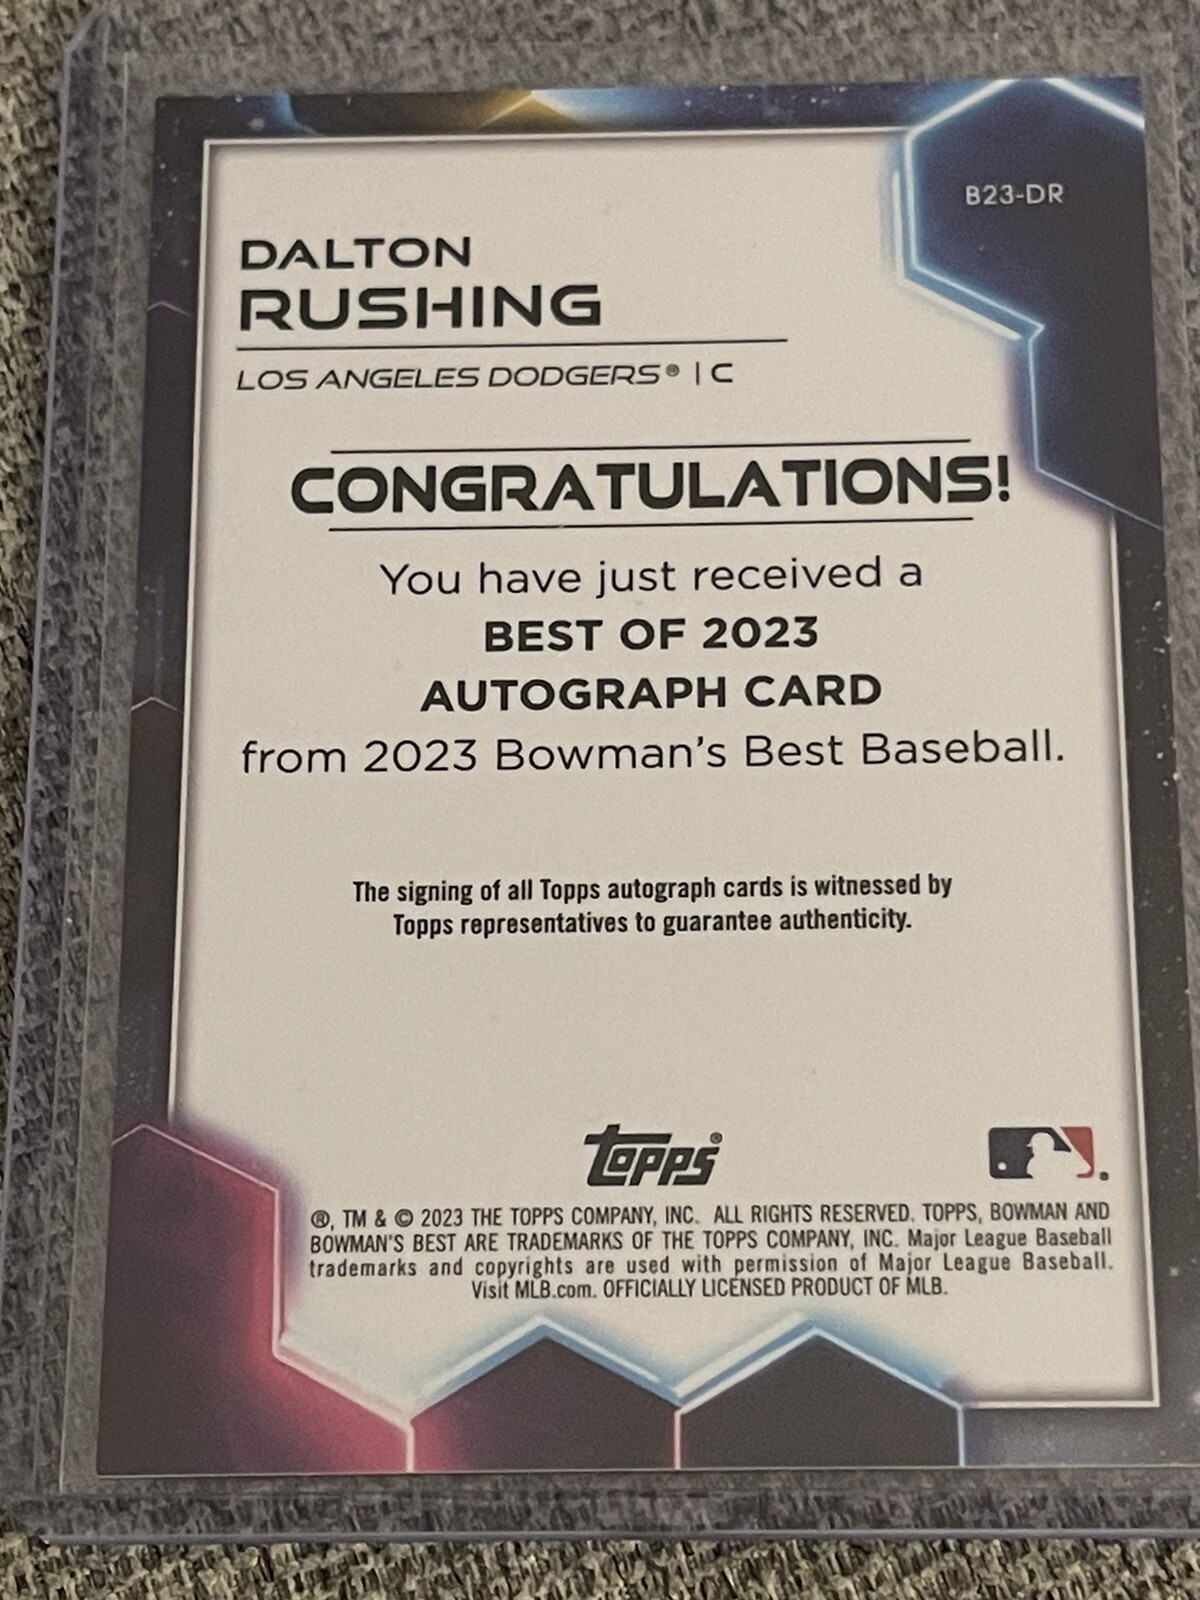 B23-DR
DALTON
RUSHING
LOS ANGELES DODGERS® | C
CONGRATULATIONS!
You have just received a
BEST OF 2023
AUTOGRAPH CARD
from 2023 Bowman's Best Baseball.
The signing of all Topps autograph cards is witnessed by
Topps representatives to guarantee authenticity.
Topps®
®, TM & © 2023 THE TOPPS COMPANY, INC. ALL RIGHTS RESERVED. TOPPS, BOWMAN AND
BOWMAN'S BEST ARE TRADEMARKS OF THE TOPPS COMPANY, INC. Major League Baseball
trademarks and copyrights are used with permission of Major League Baseball.
Visit MLB.com. OFFICIALLY LICENSED PRODUCT OF MLB.